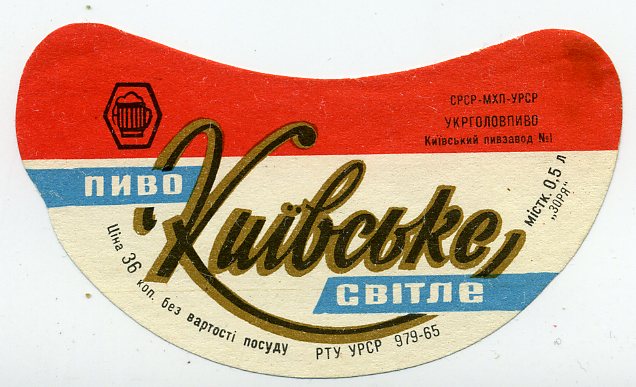 СРСР-МХП-УРСР
УКРГОЛОВПИВО
Київський пивзавод №1
ПИВО
Київське
СВІТЛЕ
містк. 0,5 л
„ЗОРЯ"
Ціна 36 коп. без вартості посуду
РТУ УРСР 979-65